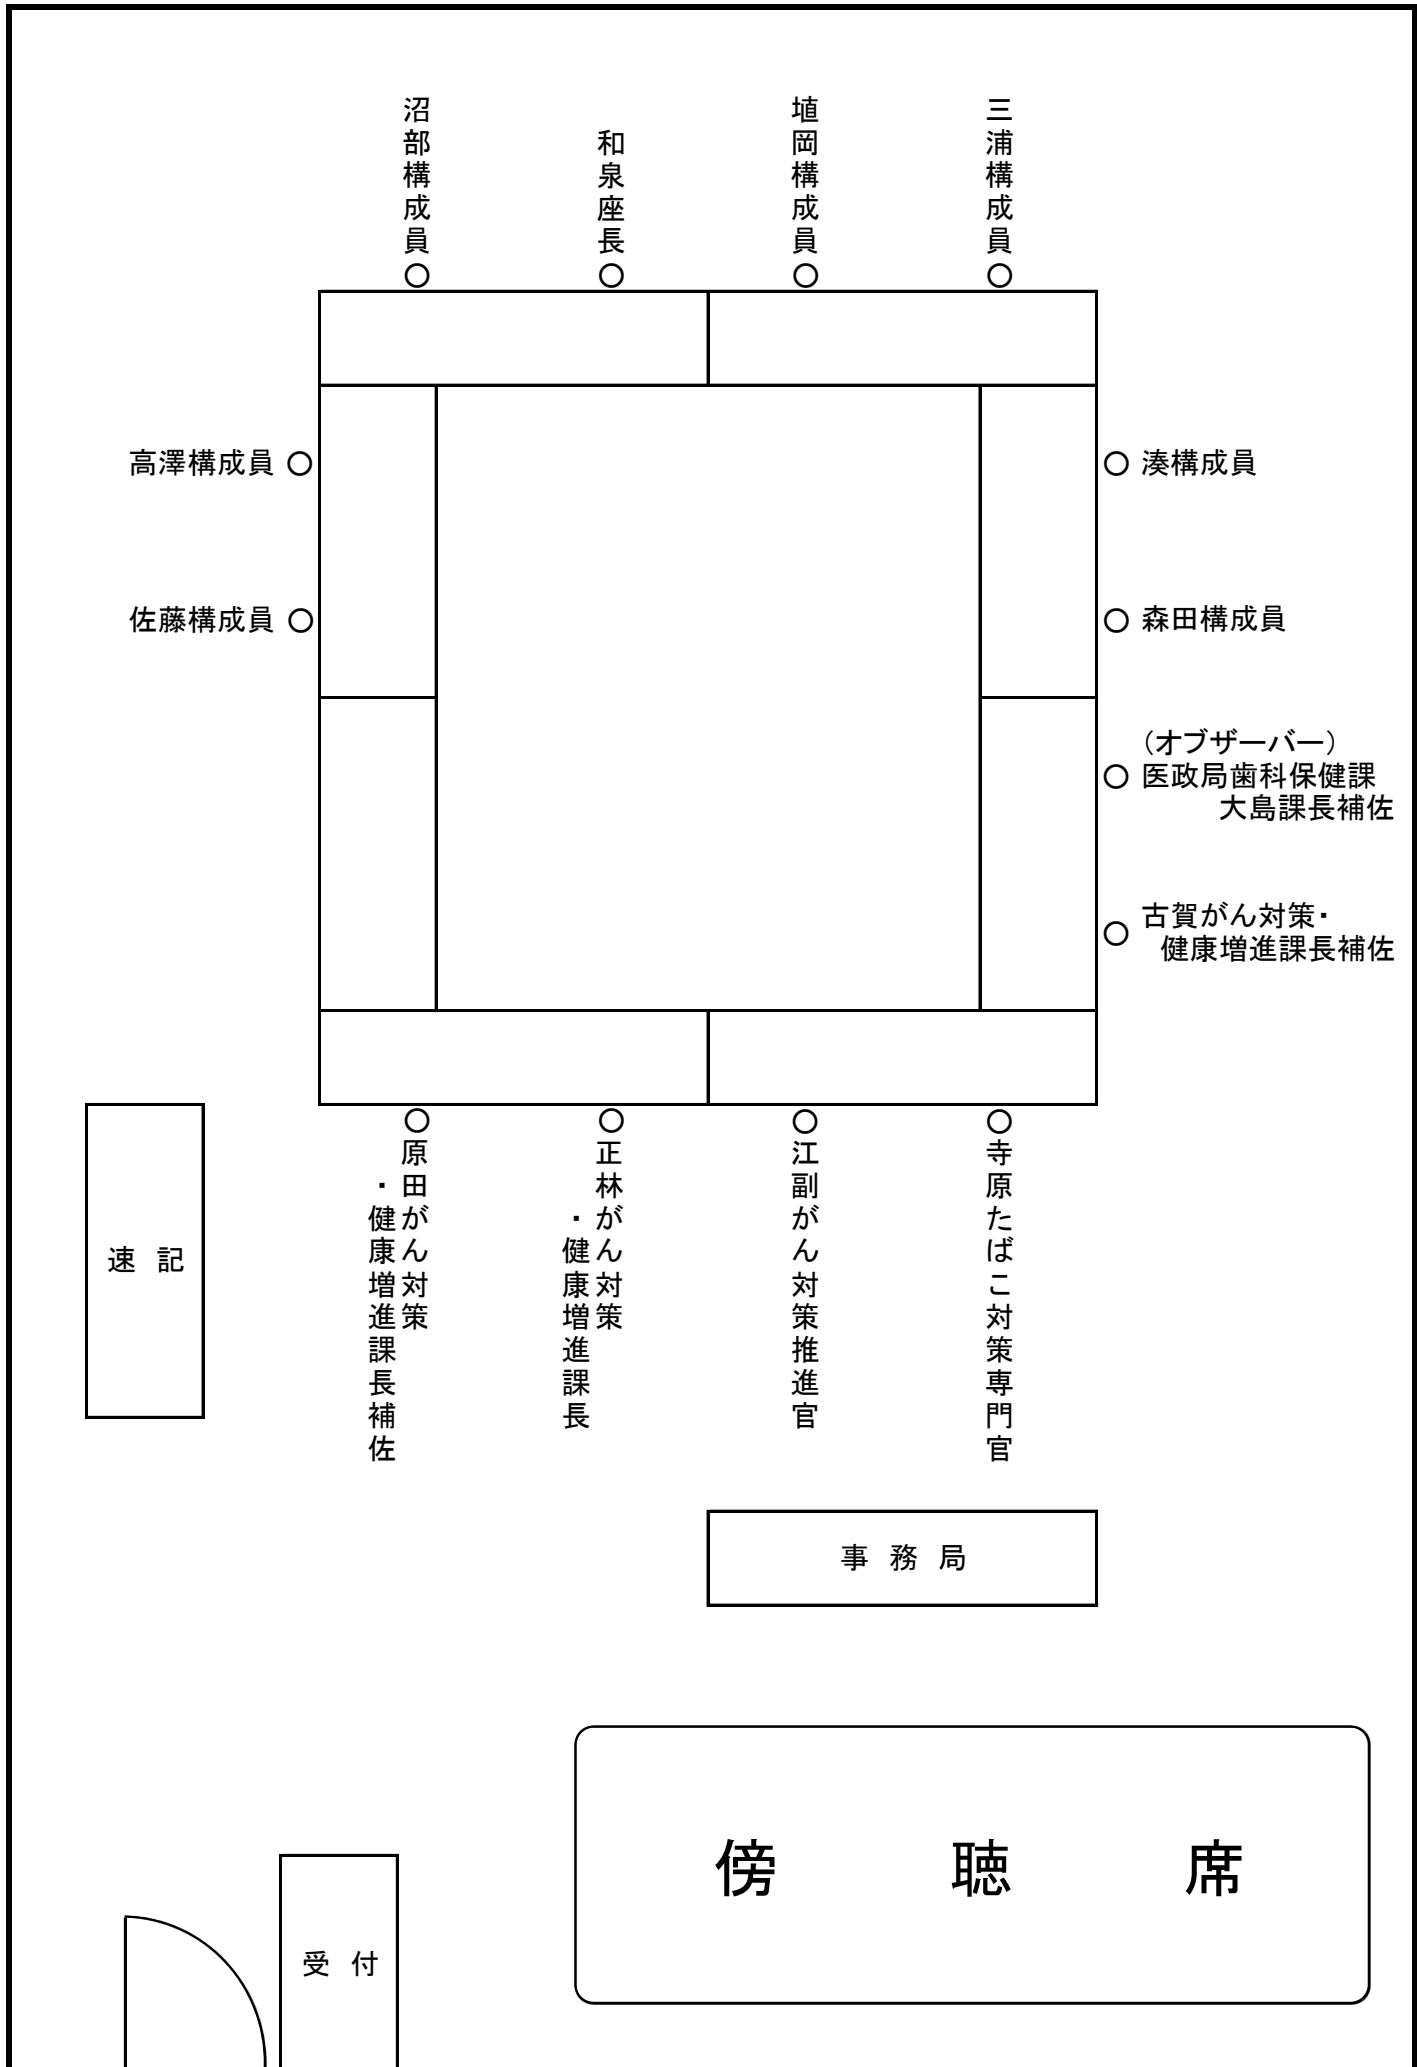 沼部構成員
和泉座長
埴岡構成員
三浦構成員
高澤構成員
佐藤構成員
湊構成員
森田構成員
（オブザーバー）
医政局歯科保健課
大島課長補佐
古賀がん対策・
健康増進課長補佐
原田がん対策
・健康増進課長補佐
正林がん対策
・健康増進課長
江副がん対策推進官
寺原たばこ対策専門官
速 記
事 務 局
傍 聴 席
受 付